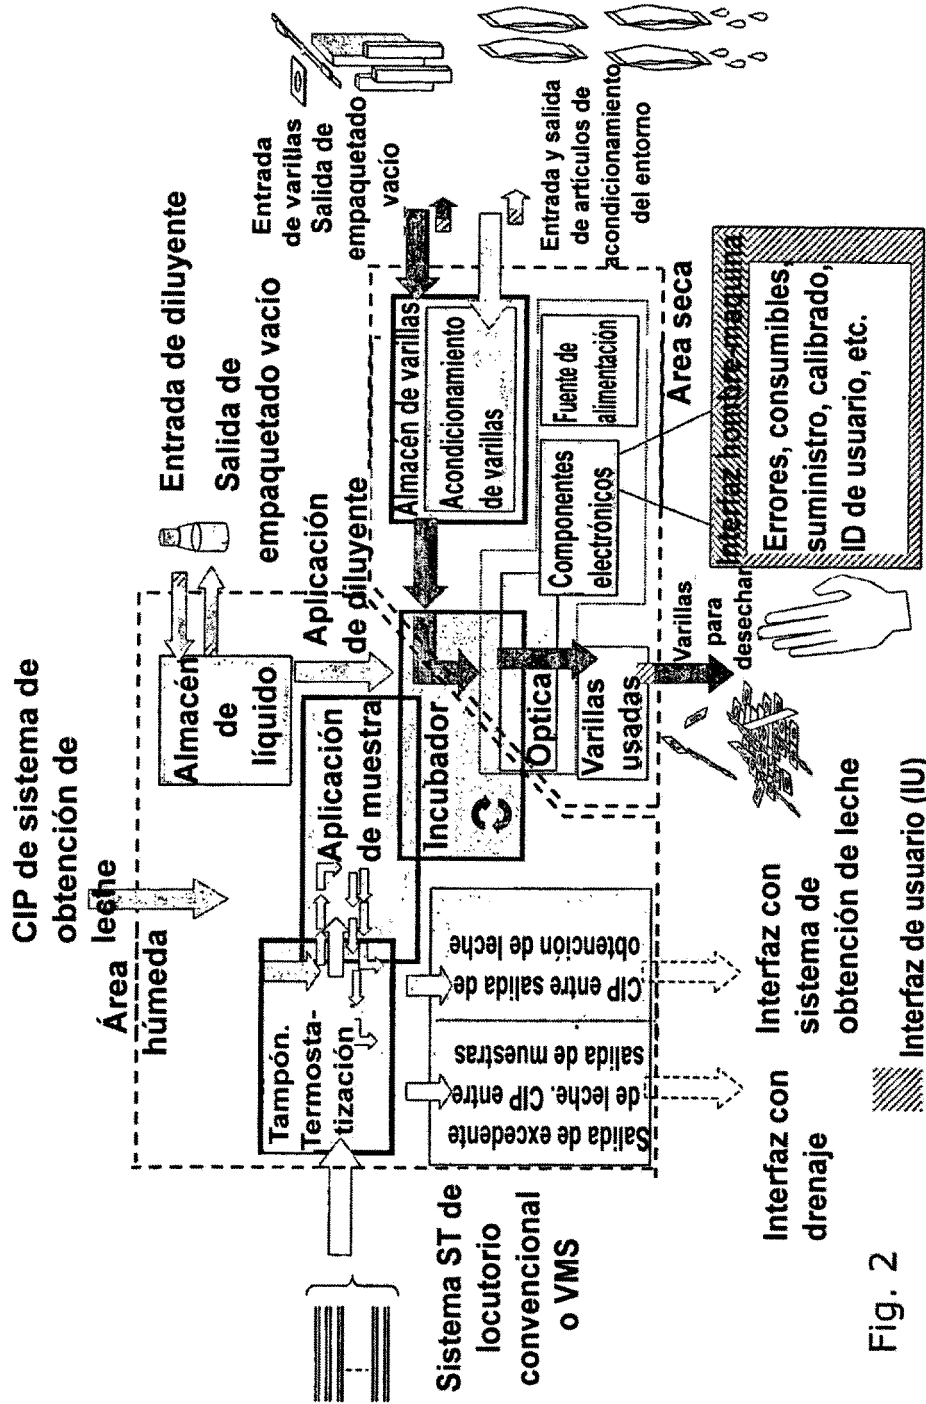 CIP de sistema de
obtención de
leche
Área
húmeda
Entrada de diluyente
Salida de
empaquetado vacío
Entrada
de varillas
Salida de
empaquetado
vacío
Entrada y salida
de artículos de
acondicionamiento
del entorno
Almacén
de
líquido
Aplicación
de diluyente
Almacén de varillas
Acondicionamiento
de varillas
Tampón.
Termosta-
tización
Aplicación
de muestra
Incubador
Optica
Componentes
electrónicos
Fuente de
alimentación
Area seca
Varillas
usadas
Varillas
para
desechar
Interfaz hombre-maquina
Errores, consumibles,
suministro, calibrado,
ID de usuario, etc.
Salida de excedente
de leche. CIP entre
salida de muestras
CIP entre salida de
obtención de leche
Sistema ST de
locutorio
convencional
o VMS
Interfaz con
drenaje
Interfaz con
sistema de
obtención de leche
Interfaz de usuario (IU)
Fig. 2